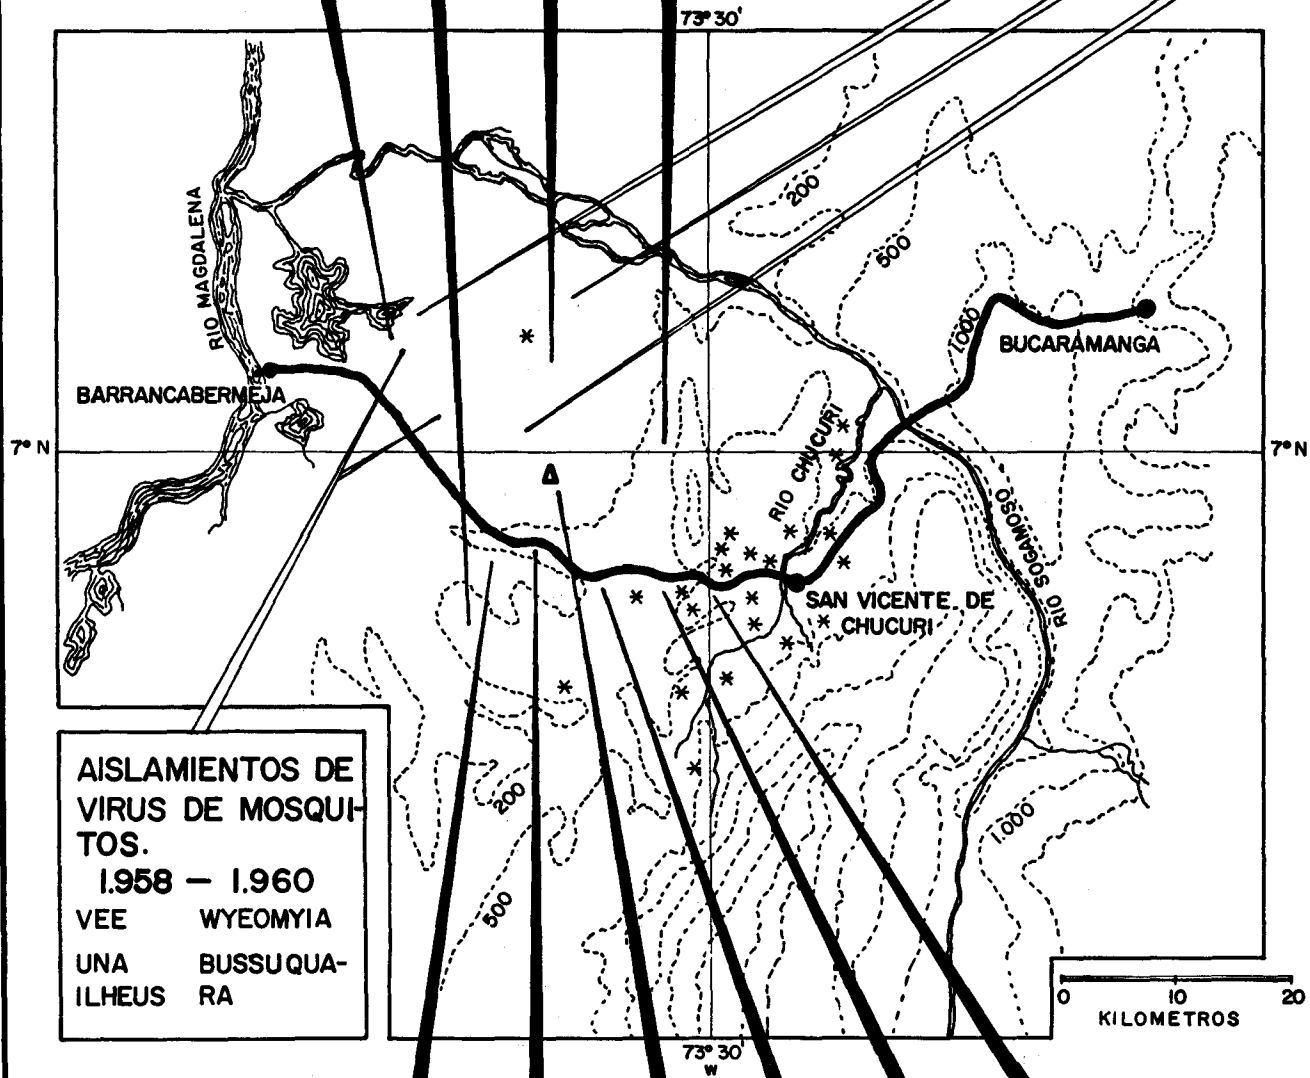 73° 30'
RIO MAGDALENA
200
500
1.000
BUCARAMANGA
BARRANCABERMEJA
7° N
7° N
RIO CHUCURI
RIO SOGAMOSO
SAN VICENTE DE
CHUCURI
AISLAMIENTOS DE
VIRUS DE MOSQUI-
TOS.
1.958 — 1.960
VEE WYEOMYIA
UNA BUSSUQUA-
ILHEUS RA
200
500
1.000
0 10 20
KILOMETROS
73° 30'
W